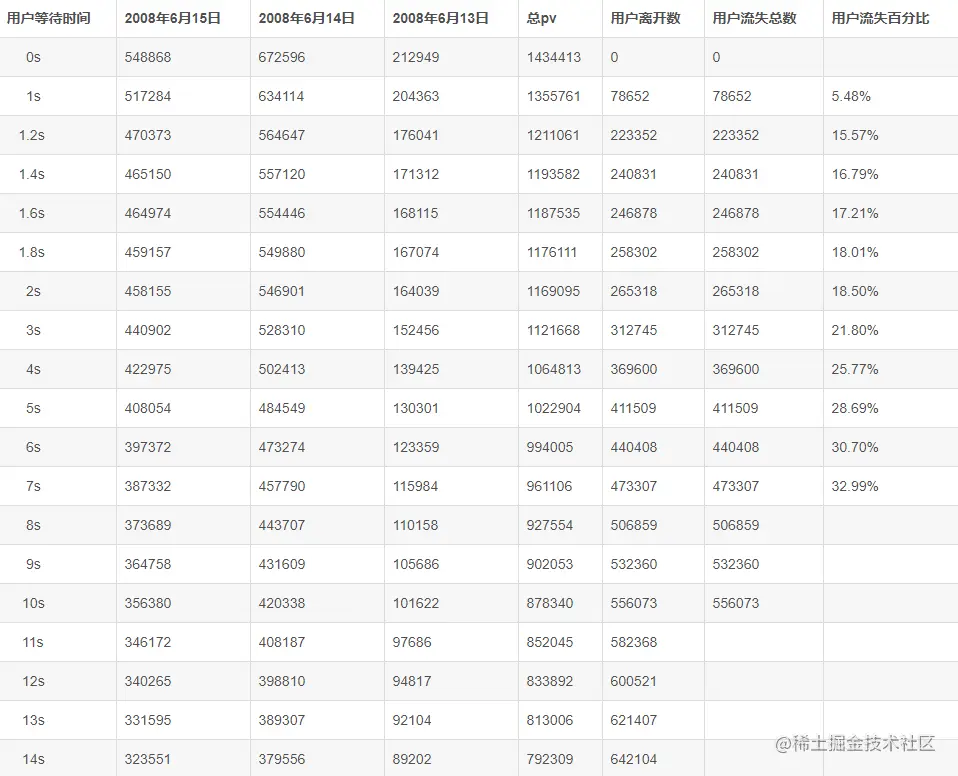 用户等待时间 2008年6月15日 2008年6月14日 2008年6月13日 总pv 用户离开数 用户流失总数 用户流失百分比
0s 548868 672596 212949 1434413 0 0
1s 517284 634114 204363 1355761 78652 78652 5.48%
1.2s 470373 564647 176041 1211061 223352 223352 15.57%
1.4s 465150 557120 171312 1193582 240831 240831 16.79%
1.6s 464974 554446 168115 1187535 246878 246878 17.21%
1.8s 459157 549880 167074 1176111 258302 258302 18.01%
2s 458155 546901 164039 1169095 265318 265318 18.50%
3s 440902 528310 152456 1121668 312745 312745 21.80%
4s 422975 502413 139425 1064813 369600 369600 25.77%
5s 408054 484549 130301 1022904 411509 411509 28.69%
6s 397372 473274 123359 994005 440408 440408 30.70%
7s 387332 457790 115984 961106 473307 473307 32.99%
8s 373689 443707 110158 927554 506859 506859
9s 364758 431609 105686 902053 532360 532360
10s 356380 420338 101622 878340 556073 556073
11s 346172 408187 97686 852045 582368
12s 340265 398810 94817 833892 600521
13s 331595 389307 92104 813006 621407
14s 323551 379556 89202 792309 642104
@稀土掘金技术社区